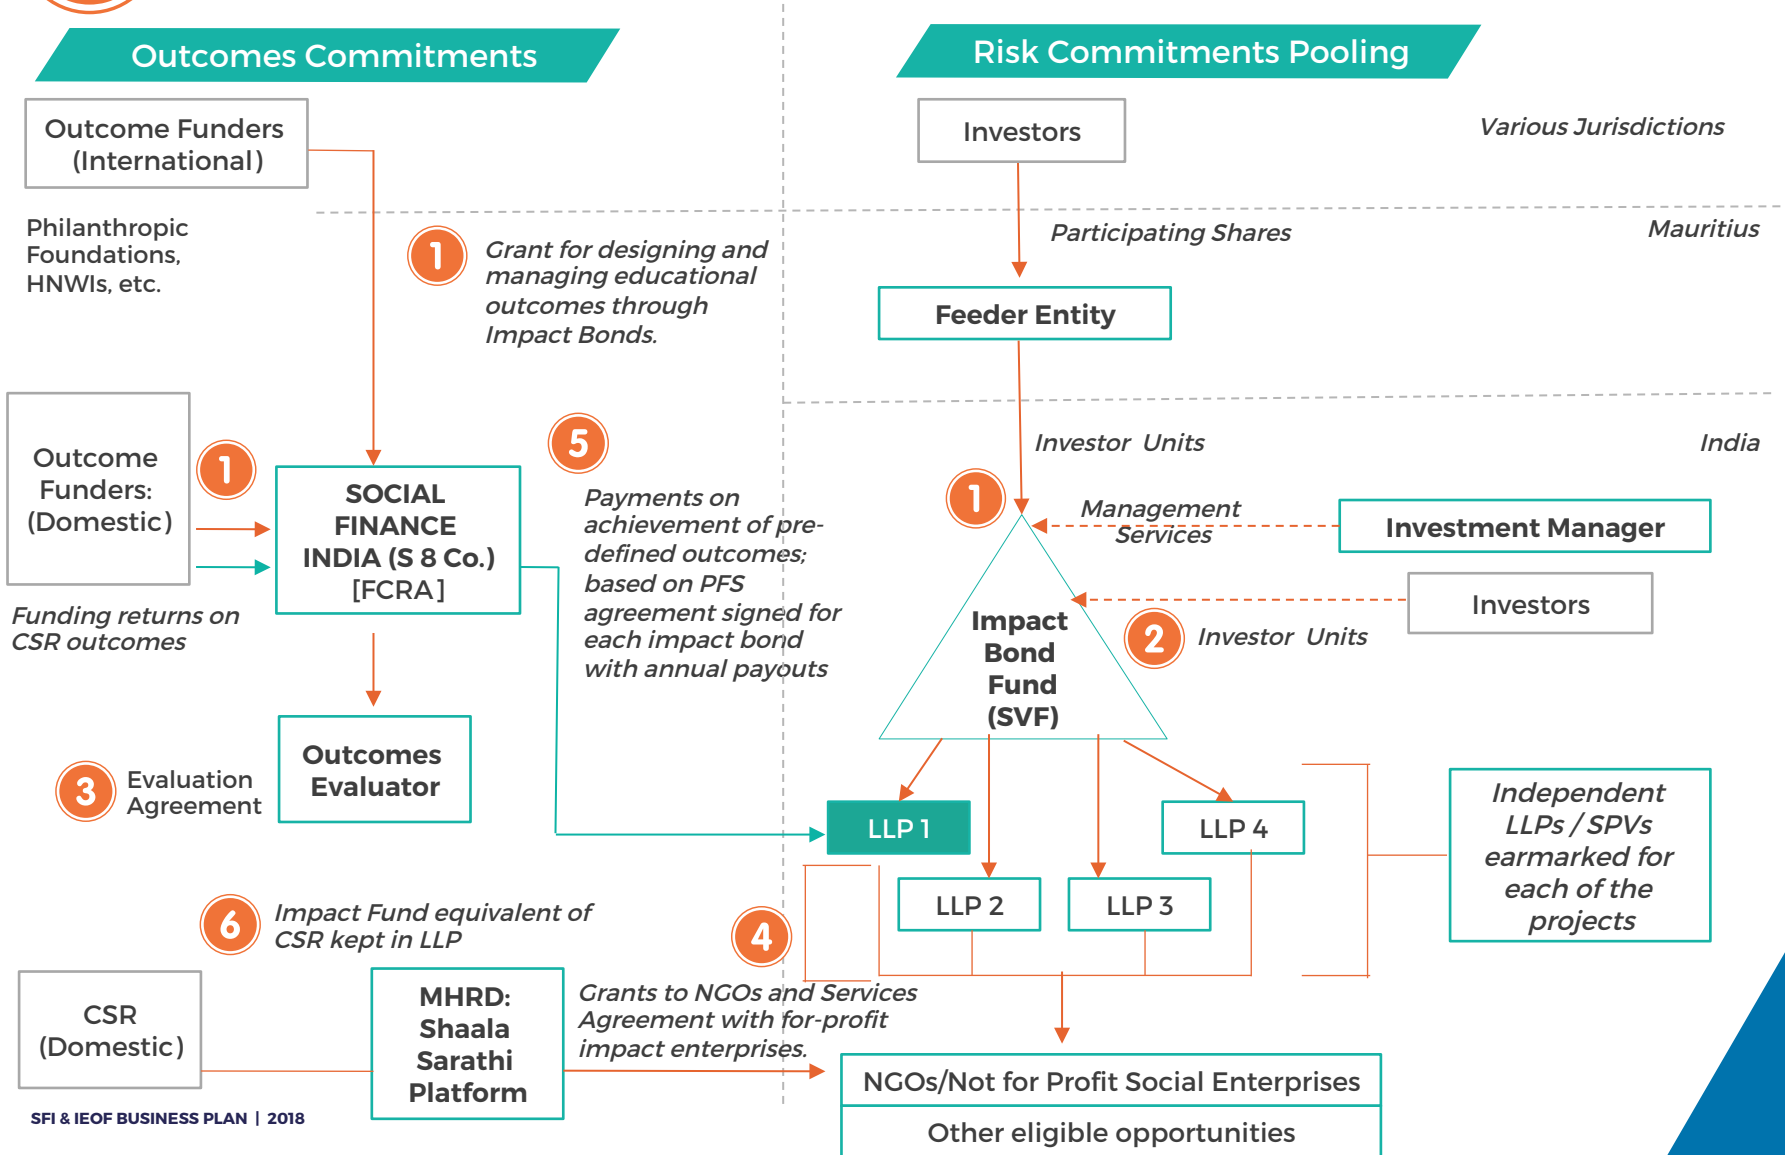 Outcomes Commitments
Risk Commitments Pooling
Outcome Funders
(International)
Investors
Various Jurisdictions
Philanthropic
Foundations,
HNWIs, etc.
1
Grant for designing and
managing educational
outcomes through
Impact Bonds.
Participating Shares
Mauritius
Feeder Entity
Outcome
Funders:
(Domestic)
1
Funding returns on
CSR outcomes
SOCIAL
FINANCE
INDIA (S 8 Co.)
[FCRA]
5
Payments on
achievement of pre-
defined outcomes;
based on PFS
agreement signed for
each impact bond
with annual payouts
Investor Units
India
1
Management
Services
Investment Manager
Investors
2
Investor Units
Impact
Bond
Fund
(SVF)
Outcomes
Evaluator
3
Evaluation
Agreement
LLP 1
LLP 4
LLP 2
LLP 3
Independent
LLPs / SPVs
earmarked for
each of the
projects
6
Impact Fund equivalent of
CSR kept in LLP
4
CSR
(Domestic)
MHRD:
Shaala
Sarathi
Platform
Grants to NGOs and Services
Agreement with for-profit
impact enterprises.
NGOs/Not for Profit Social Enterprises
Other eligible opportunities
SFI & IEOF BUSINESS PLAN | 2018